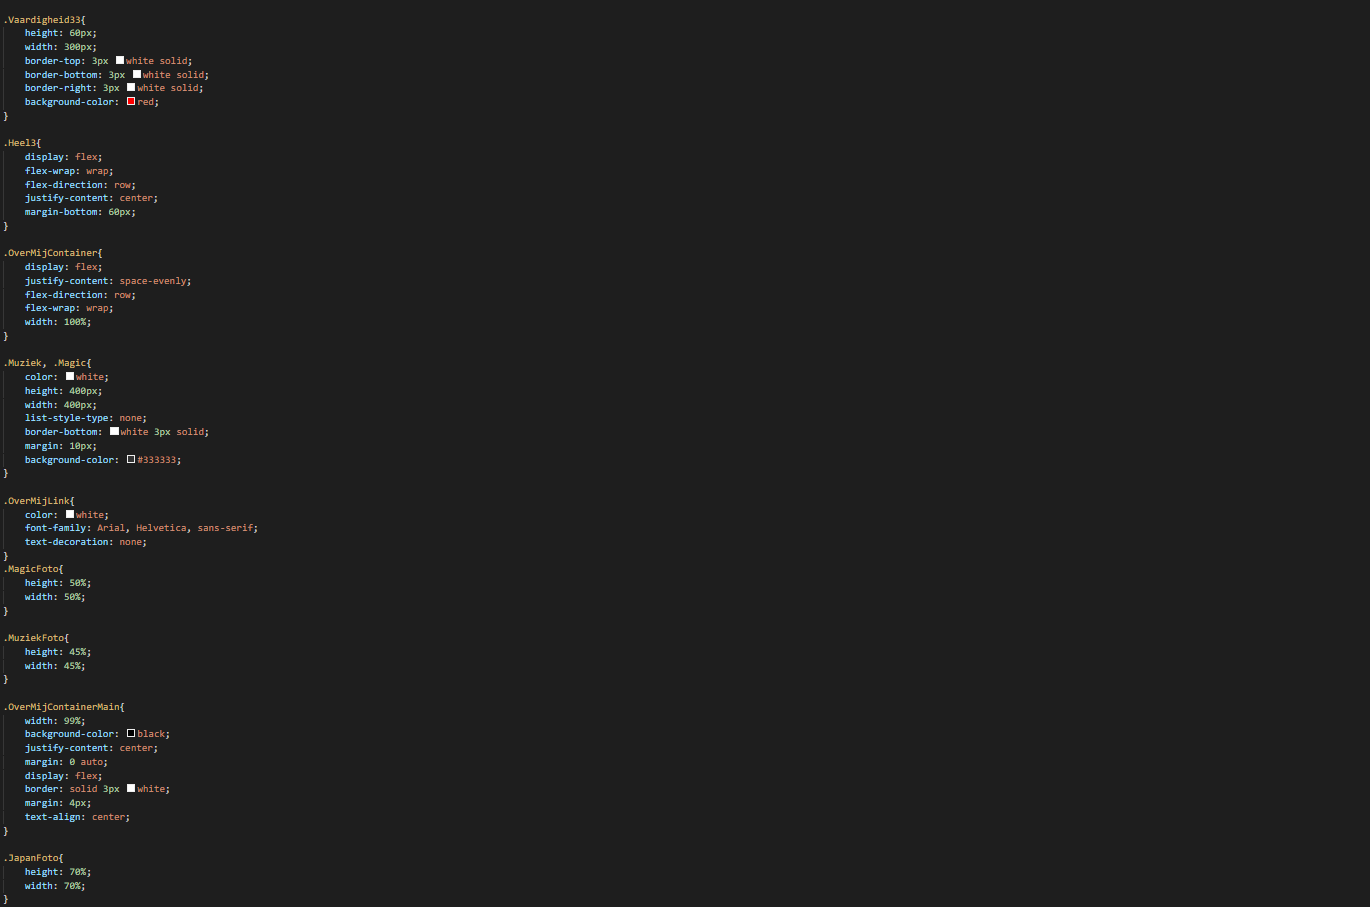 .Vaardigheid33{
    height: 60px;
    width: 300px;
    border-top: 3px white solid;
    border-bottom: 3px white solid;
    border-right: 3px white solid;
    background-color: red;
}

.Heel3{
    display: flex;
    flex-wrap: wrap;
    flex-direction: row;
    justify-content: center;
    margin-bottom: 60px;
}

.OverMijContainer{
    display: flex;
    justify-content: space-evenly;
    flex-direction: row;
    flex-wrap: wrap;
    width: 100%;
}

.Muziek, .Magic{
    color: white;
    height: 400px;
    width: 400px;
    list-style-type: none;
    border-bottom: white 3px solid;
    margin: 10px;
    background-color: #333333;
}

.OverMijLink{
    color: white;
    font-family: Arial, Helvetica, sans-serif;
    text-decoration: none;
}
.MagicFoto{
    height: 50%;
    width: 50%;
}

.MuziekFoto{
    height: 45%;
    width: 45%;
}

.OverMijContainerMain{
    width: 99%;
    background-color: black;
    justify-content: center;
    margin: 0 auto;
    display: flex;
    border: solid 3px white;
    margin: 4px;
    text-align: center;
}

.JapanFoto{
    height: 70%;
    width: 70%;
}